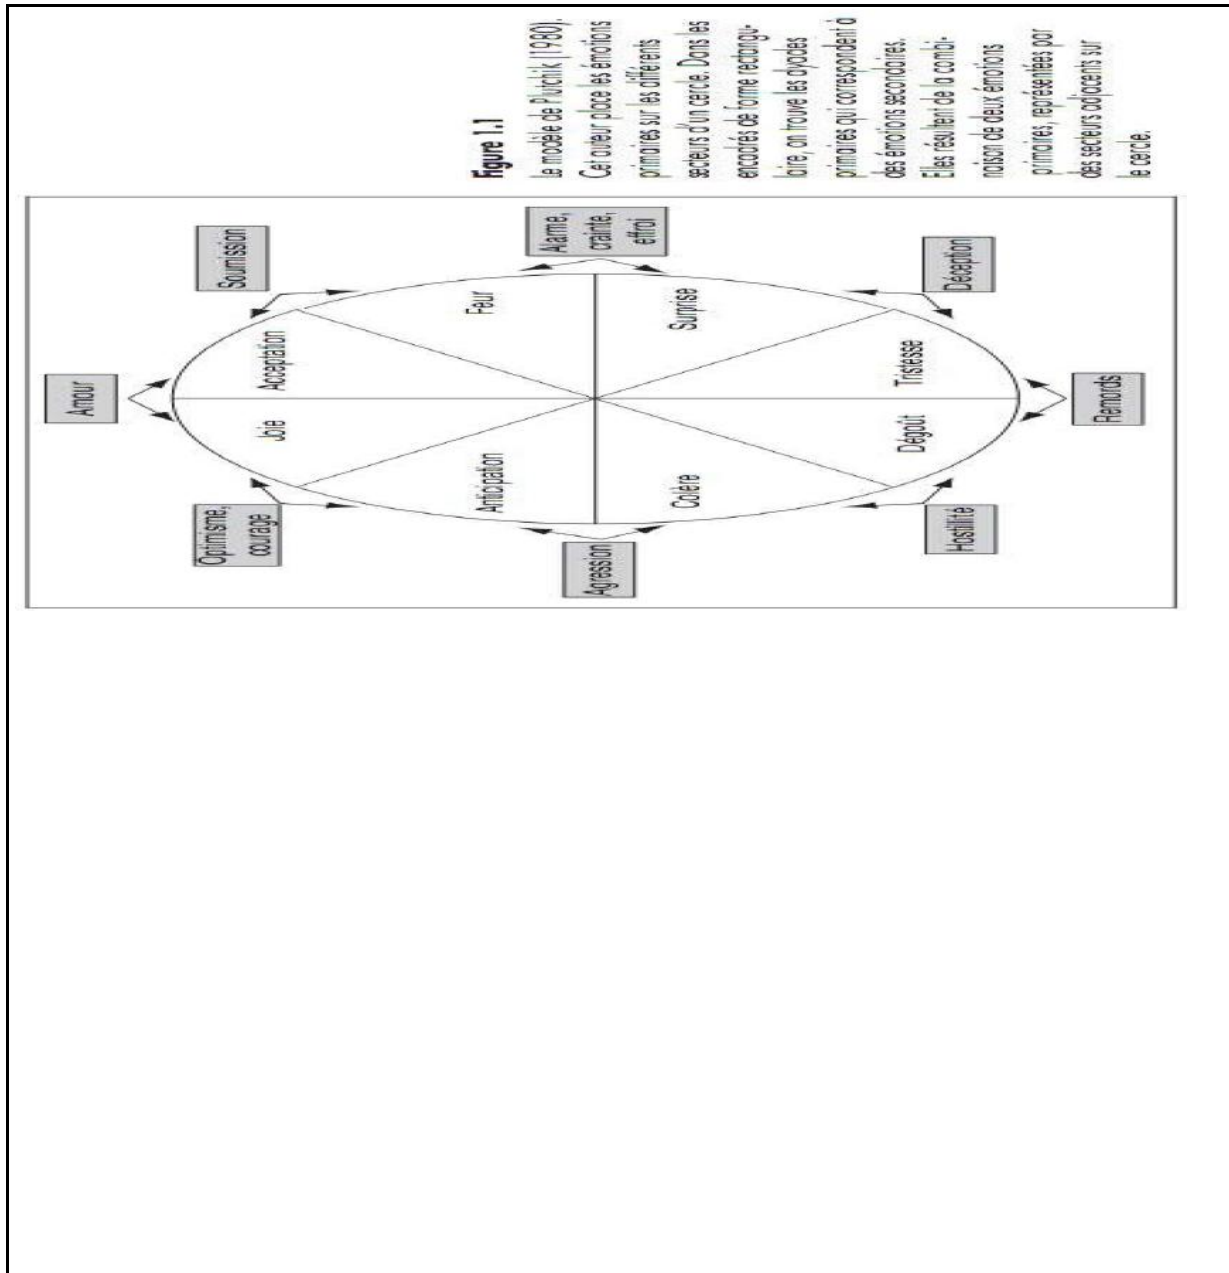 Amour
Optimisme,
courage
Soumission
Joie
Acceptation
Anticipation
Peur
Agression
Alarme,
crainte,
effroi
Colère
Surprise
Hostilité
Déception
Dégoût
Tristesse
Remords
Figure 1.1
Le modèle de Plutchik (1980).
Cet auteur place les émotions
primaires sur les différents
secteurs d'un cercle. Dans les
encadrés de forme rectangu-
laire, on trouve les dyades
primaires qui correspondent à
des émotions secondaires.
Elles résultent de la combi-
naison de deux émotions
primaires, représentées par
des secteurs adjacents sur
le cercle.